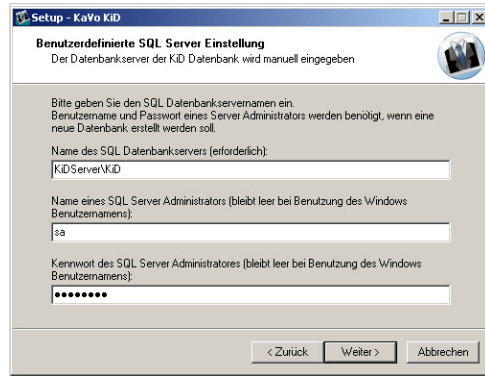 Setup - KaVo KiD
Benutzerdefinierte SQL Server Einstellung
Der Datenbankserver der KiD Datenbank wird manuell eingegeben
Bitte geben Sie den SQL Datenbankservernamen ein.
Benutzername und Passwort eines Server Administrators werden benötigt, wenn eine
neue Datenbank erstellt werden soll.
Name des SQL Datenbankservers (erforderlich):
KiDServer\KiD
Name eines SQL Server Administrators (bleibt leer bei Benutzung des Windows
Benutzernamens):
sa
Kennwort des SQL Server Administratores (bleibt leer bei Benutzung des Windows
Benutzernamens):
●●●●●●●●
< Zurück Weiter > Abbrechen